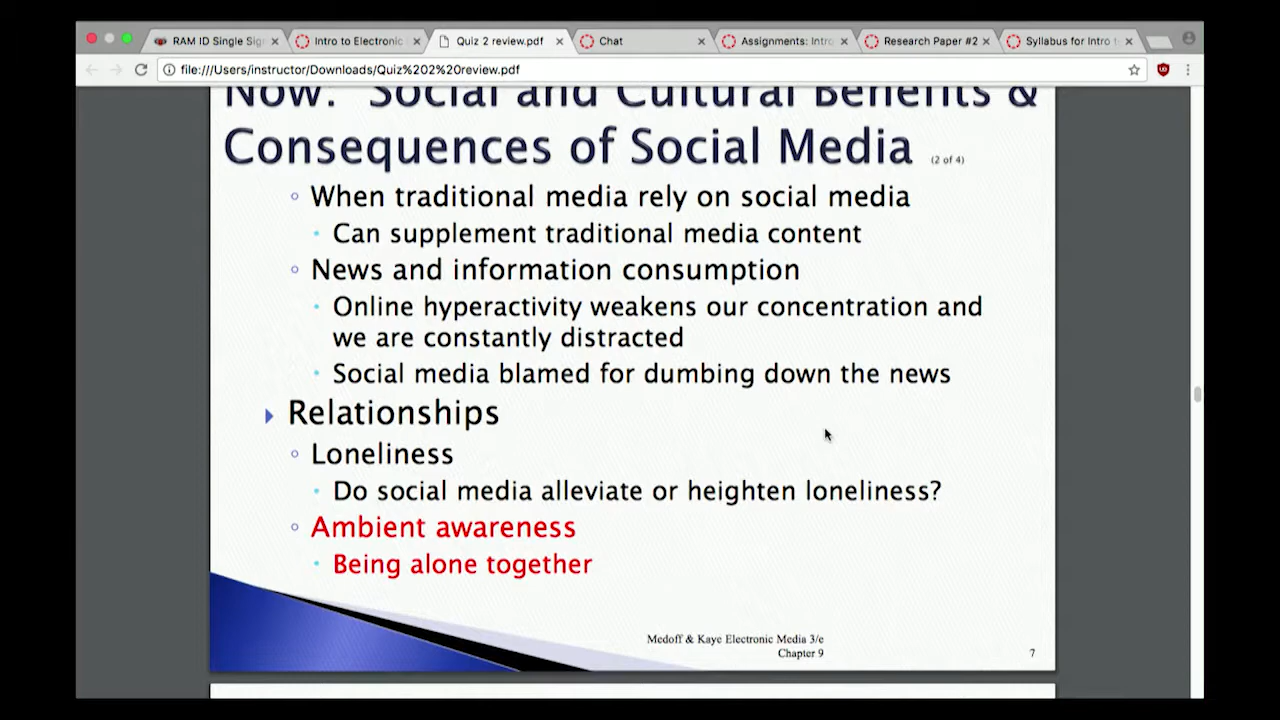 RAM ID Single Sig
Intro to Electronic
Quiz 2 review.pdf
Chat
Assignments: Intro
Research Paper #2
Syllabus for Intro t
file:///Users/instructor/Downloads/Quiz%202%20review.pdf
Now: Social and Cultural Benefits &
Consequences of Social Media (2 of 4)
When traditional media rely on social media
Can supplement traditional media content
News and information consumption
Online hyperactivity weakens our concentration and
we are constantly distracted
Social media blamed for dumbing down the news
Relationships
Loneliness
Do social media alleviate or heighten loneliness?
Ambient awareness
Being alone together
Medoff & Kaye Electronic Media 3/e
Chapter 9
7